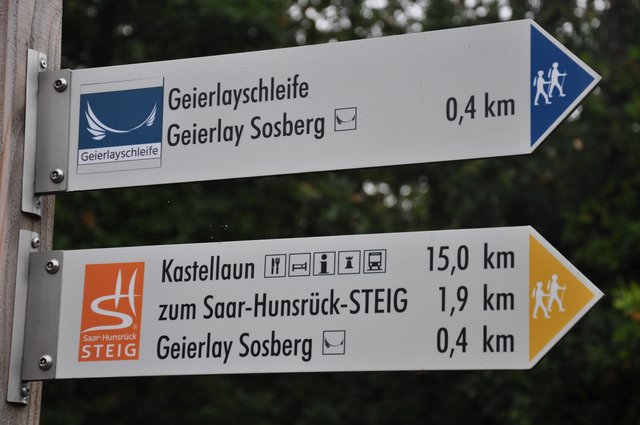 Geierlayschleife
Geierlayschleife
Geierlay Sosberg 0,4 km
Saar-Hunsrück
STEIG
Kastellaun 15,0 km
zum Saar-Hunsrück-STEIG 1,9 km
Geierlay Sosberg 0,4 km